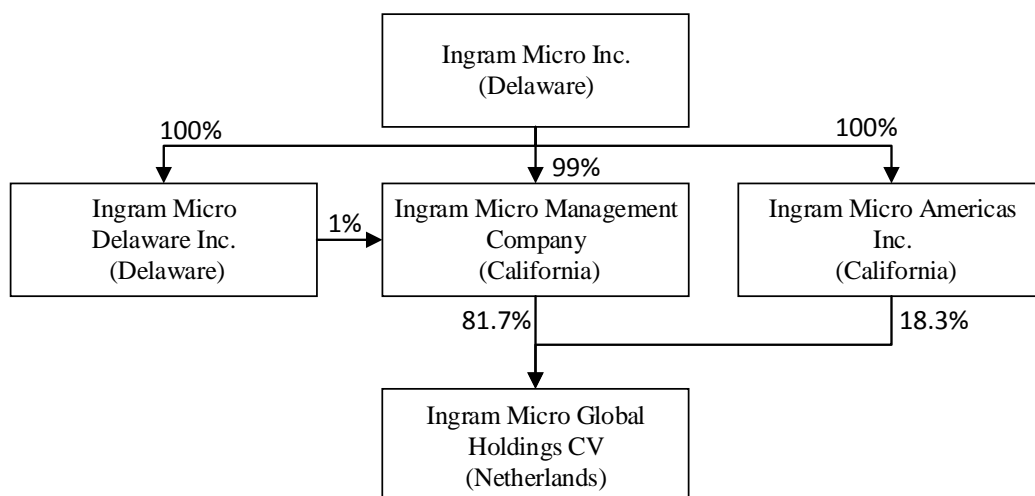 Ingram Micro Inc.
(Delaware)
100%
100%
99%
Ingram Micro
Delaware Inc.
(Delaware)
1%
Ingram Micro Management
Company
(California)
Ingram Micro Americas
Inc.
(California)
81.7%
18.3%
Ingram Micro Global
Holdings CV
(Netherlands)